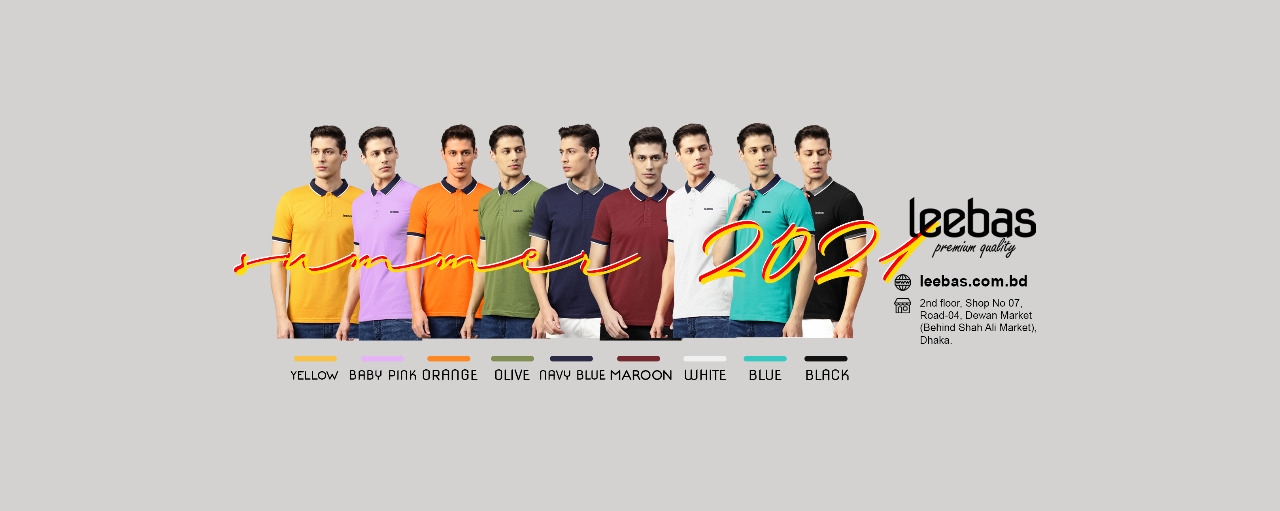 summer 2021
leebas
premium quality
leebas.com.bd
2nd floor, Shop No 07,
Road-04, Dewan Market
(Behind Shah Ali Market),
Dhaka.
YELLOW BABY PINK ORANGE OLIVE NAVY BLUE MAROON WHITE BLUE BLACK